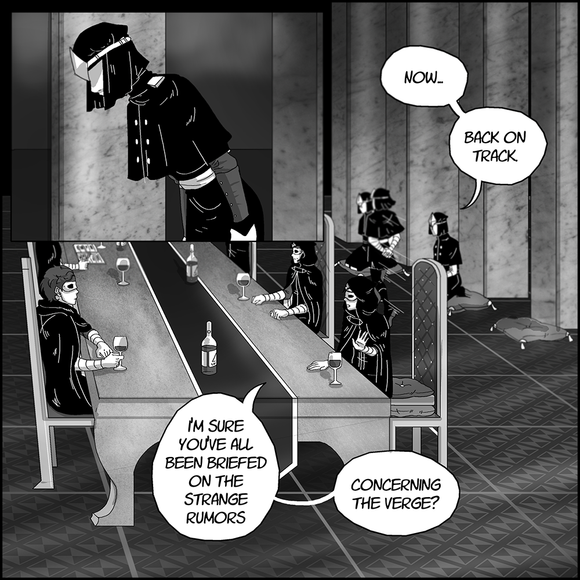 NOW...
BACK ON
TRACK.
I'M SURE
YOU'VE ALL
BEEN BRIEFED
ON THE
STRANGE
RUMORS
CONCERNING
THE VERGE?